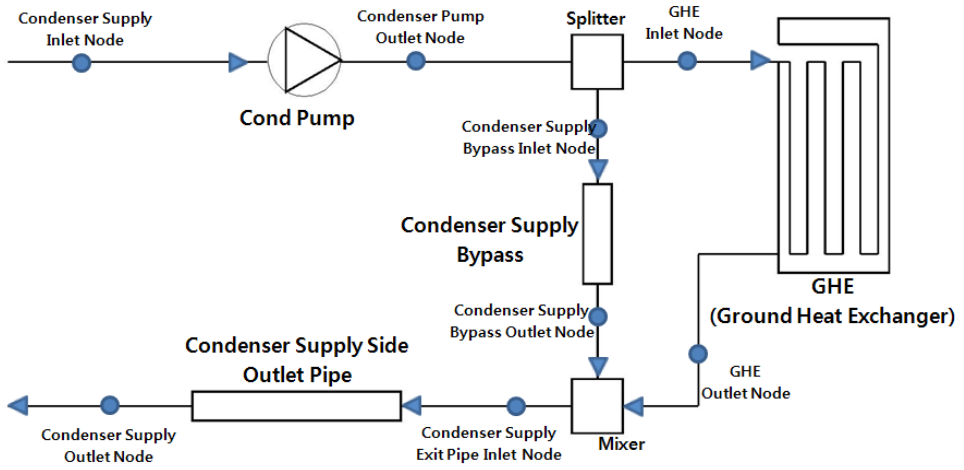 Condenser Supply
Inlet Node
Condenser Pump
Outlet Node
Splitter
GHE
Inlet Node
Cond Pump
Condenser Supply
Bypass Inlet Node
Condenser Supply
Bypass
GHE
(Ground Heat Exchanger)
Condenser Supply
Bypass Outlet Node
Condenser Supply Side
Outlet Pipe
GHE
Outlet Node
Condenser Supply
Outlet Node
Condenser Supply
Exit Pipe Inlet Node
Mixer